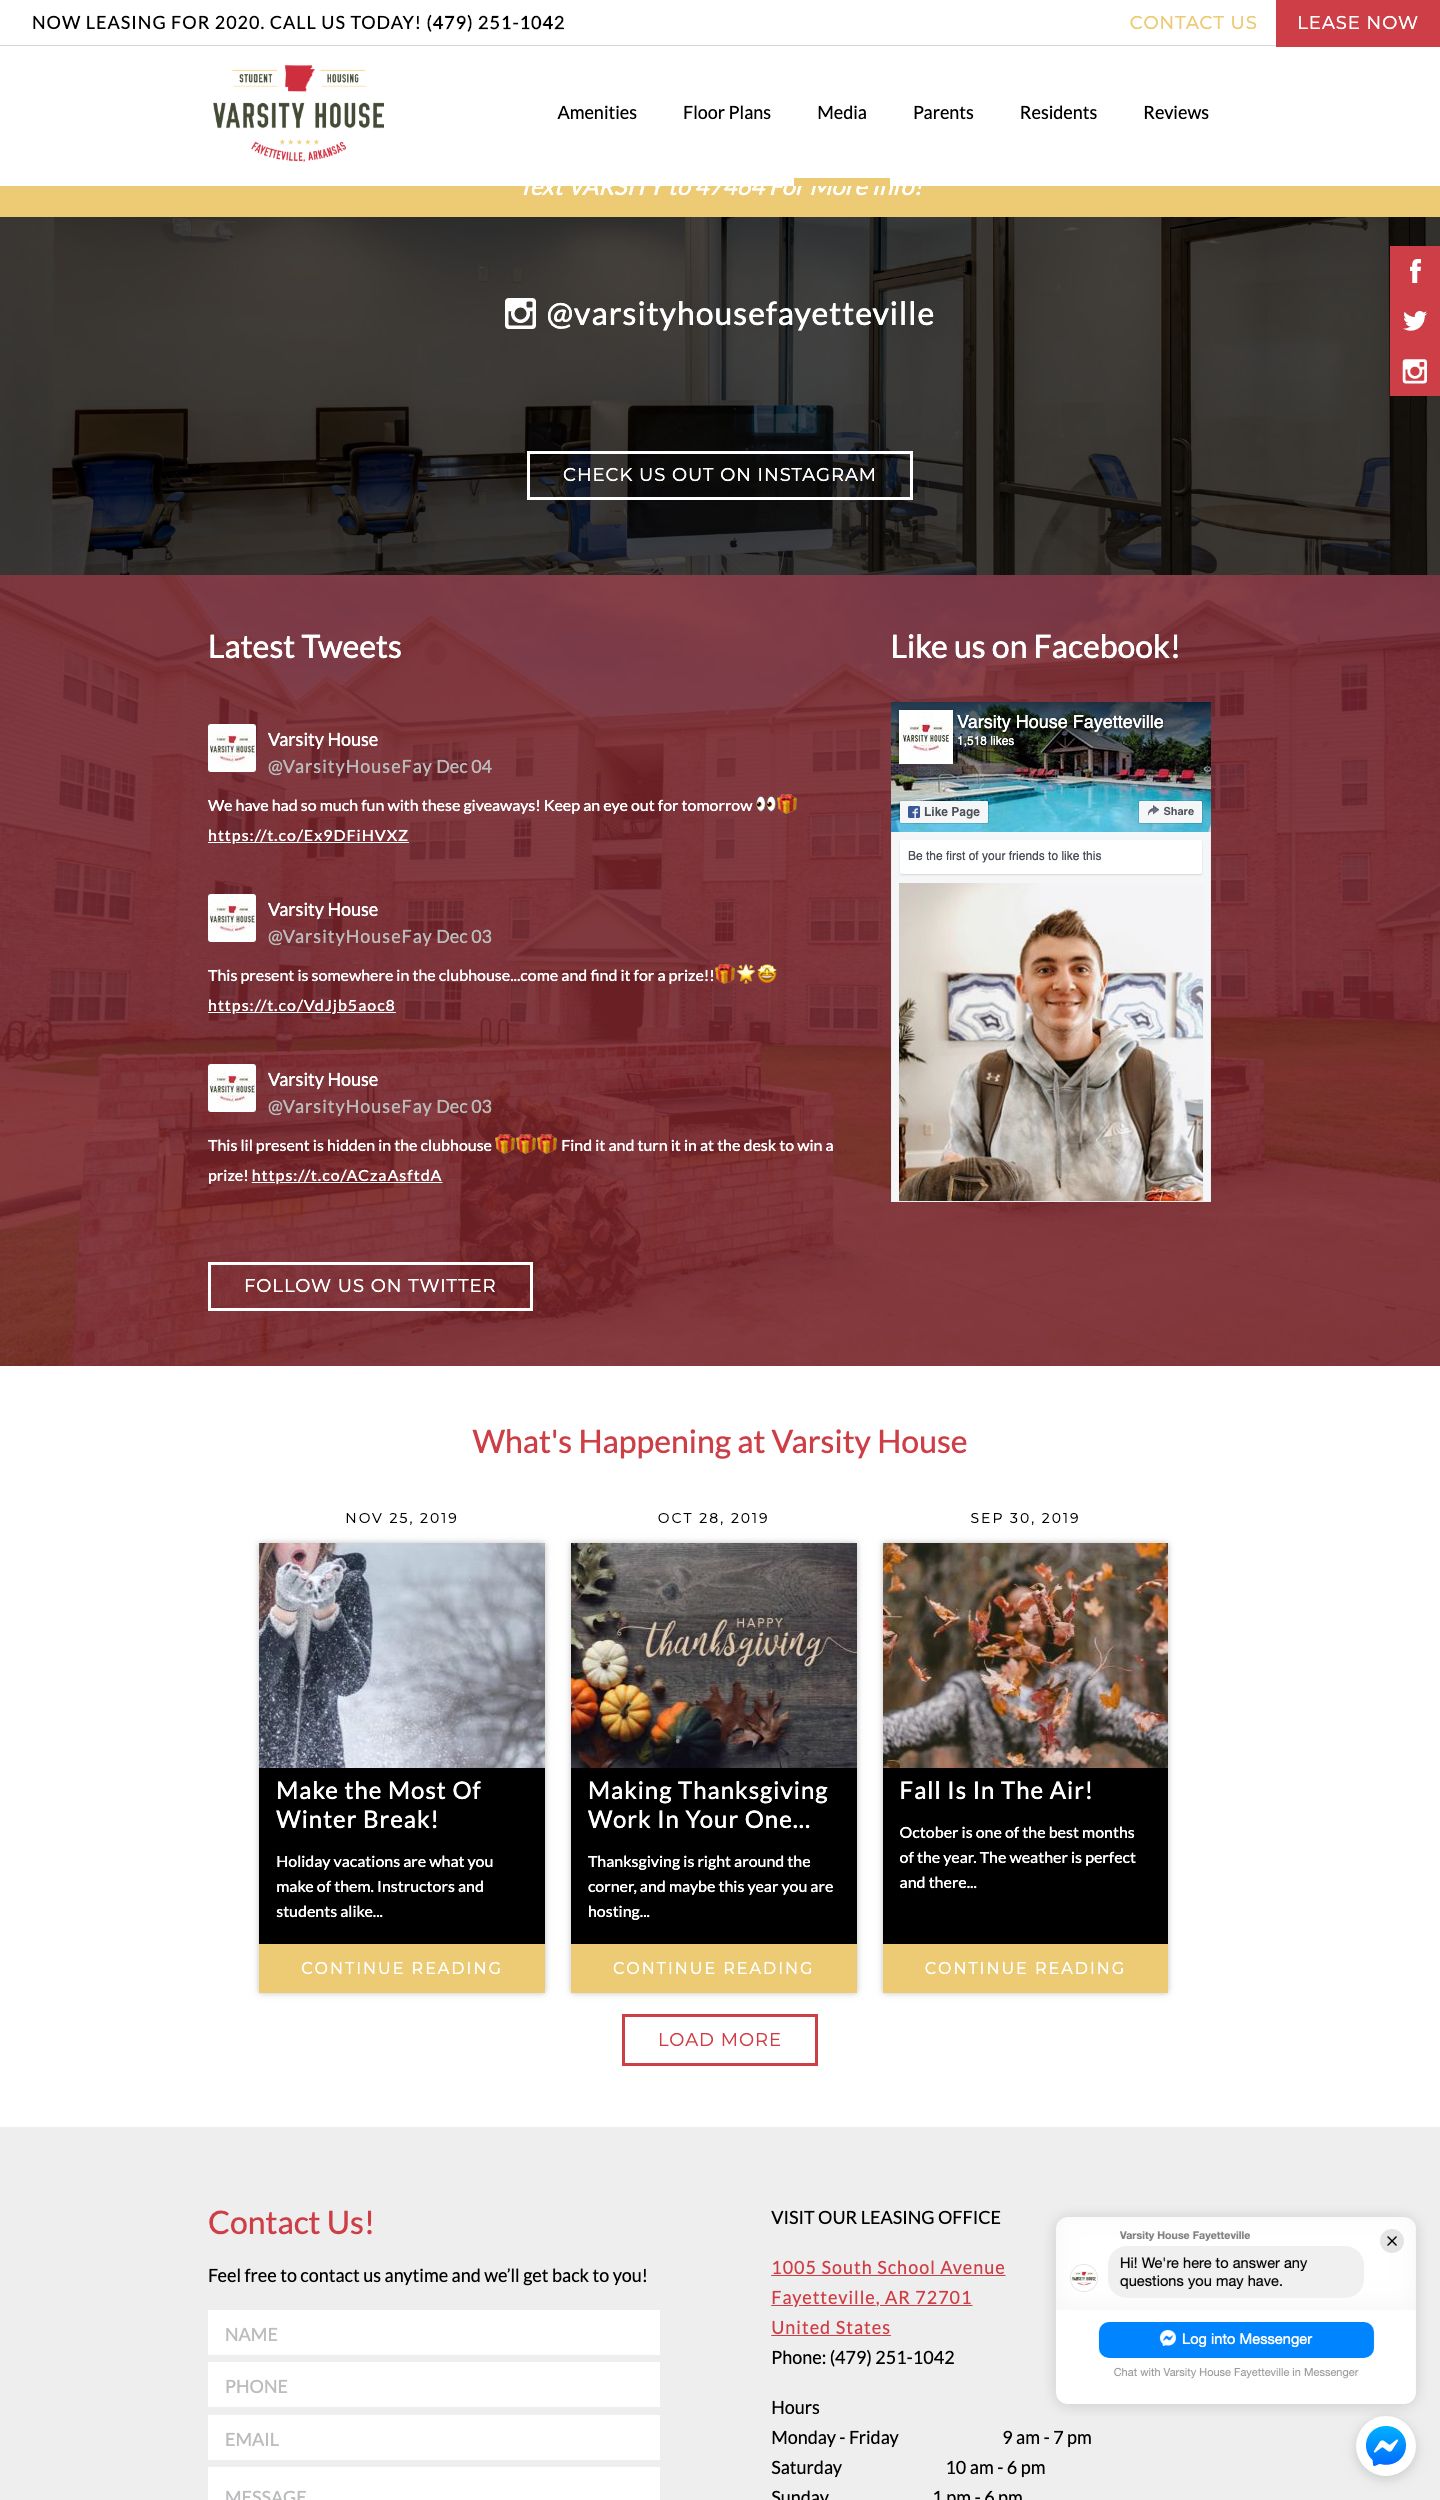 NOW LEASING FOR 2020. CALL US TODAY! (479) 251-1042
CONTACT US
LEASE NOW
STUDENT HOUSING
VARSITY HOUSE
FAYETTEVILLE, ARKANSAS
Amenities
Floor Plans
Media
Parents
Residents
Reviews
Text VARSITY to 47464 For More Info!
@varsityhousefayetteville
CHECK US OUT ON INSTAGRAM
Latest Tweets
Varsity House
@VarsityHouseFay Dec 04
We have had so much fun with these giveaways! Keep an eye out for tomorrow 👀🎁
https://t.co/Ex9DFiHVXZ
Varsity House
@VarsityHouseFay Dec 03
This present is somewhere in the clubhouse...come and find it for a prize!!🎁🌟🤩
https://t.co/VdJjb5aoc8
Varsity House
@VarsityHouseFay Dec 03
This lil present is hidden in the clubhouse 🎁🎁🎁 Find it and turn it in at the desk to win a
prize! https://t.co/ACzaAsftdA
FOLLOW US ON TWITTER
Like us on Facebook!
VARSITY HOUSE
Varsity House Fayetteville
1,518 likes
Like Page
Share
Be the first of your friends to like this
What's Happening at Varsity House
NOV 25, 2019
Make the Most Of
Winter Break!
Holiday vacations are what you
make of them. Instructors and
students alike...
CONTINUE READING
OCT 28, 2019
HAPPY
thanksgiving
Making Thanksgiving
Work In Your One...
Thanksgiving is right around the
corner, and maybe this year you are
hosting...
CONTINUE READING
SEP 30, 2019
Fall Is In The Air!
October is one of the best months
of the year. The weather is perfect
and there...
CONTINUE READING
LOAD MORE
Contact Us!
Feel free to contact us anytime and we’ll get back to you!
NAME
PHONE
EMAIL
MESSAGE
VISIT OUR LEASING OFFICE
1005 South School Avenue
Fayetteville, AR 72701
United States
Phone: (479) 251-1042
Hours
Monday - Friday 9 am - 7 pm
Saturday 10 am - 6 pm
Sunday 1 pm - 6 pm
Varsity House Fayetteville
Hi! We're here to answer any
questions you may have.
Log into Messenger
Chat with Varsity House Fayetteville in Messenger